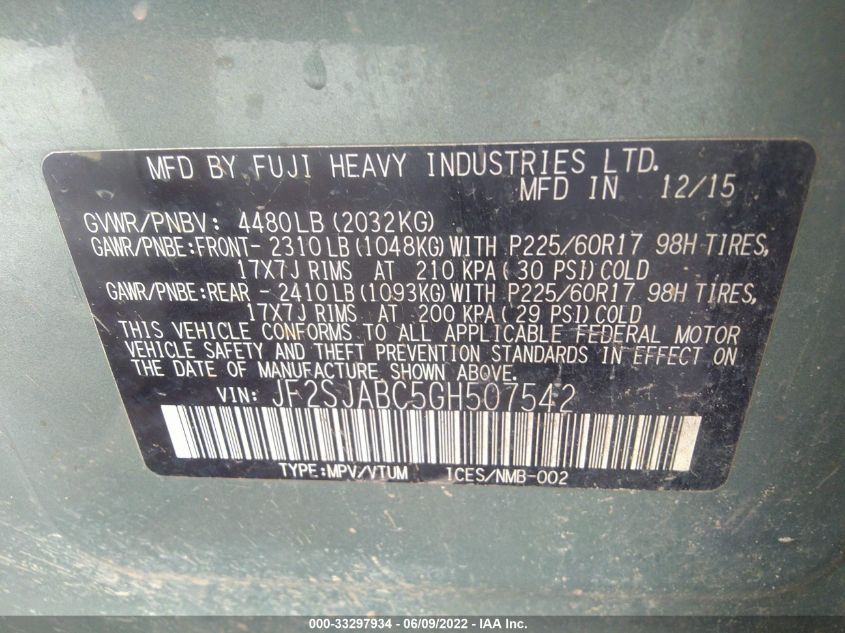 MFD BY FUJI HEAVY INDUSTRIES LTD.
MFD IN 12/15
GVWR/PNBV: 4480LB (2032KG)
GAWR/PNBE:FRONT- 2310LB (1048KG) WITH P225/60R17 98H TIRES,
17X7J RIMS AT 210 KPA (30 PSI) COLD
GAWR/PNBE:REAR - 2410LB (1093KG) WITH P225/60R17 98H TIRES,
17X7J RIMS AT 200 KPA (29 PSI) COLD
THIS VEHICLE CONFORMS TO ALL APPLICABLE FEDERAL MOTOR
VEHICLE SAFETY AND THEFT PREVENTION STANDARDS IN EFFECT ON
THE DATE OF MANUFACTURE SHOWN ABOVE.
VIN: JF2SJABC5GH507542
TYPE:MPV/VTUM ICES/NMB-002
000-33297934 - 06/09/2022 - IAA Inc.